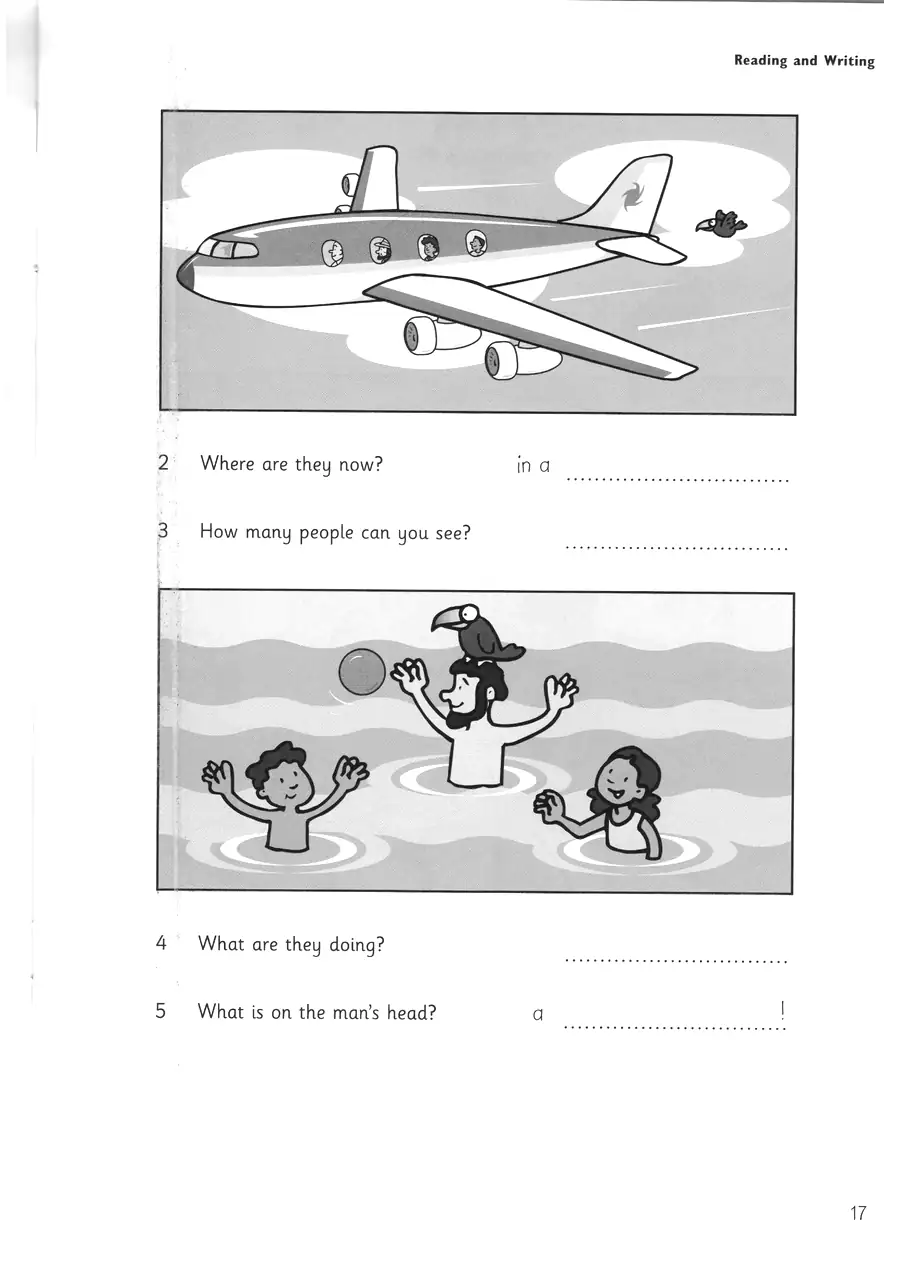 Reading and Writing
2 Where are they now? in a ................................
3 How many people can you see? ................................
4 What are they doing? ................................
5 What is on the man's head? a ................................ !
17